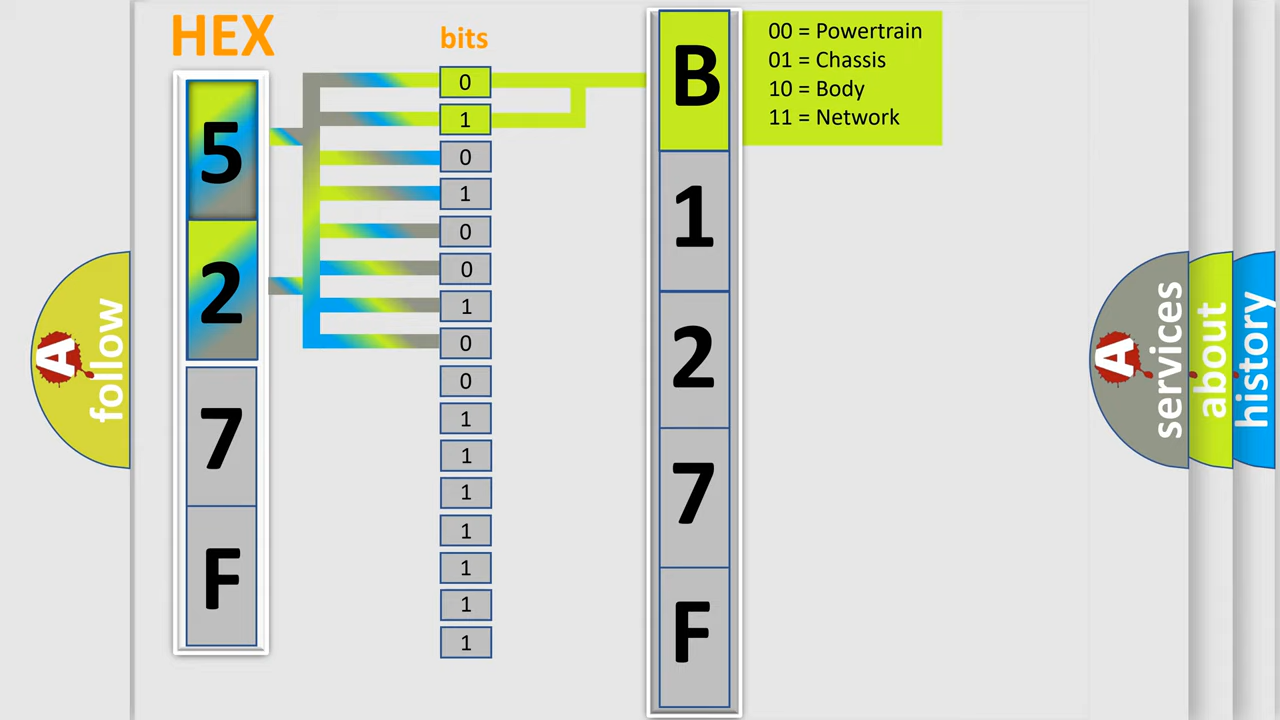 HEX
bits
5
2
7
F
0
1
0
1
0
0
1
0
0
1
1
1
1
1
1
1
B
1
2
7
F
00 = Powertrain
01 = Chassis
10 = Body
11 = Network
A
follow
A
services
about
history